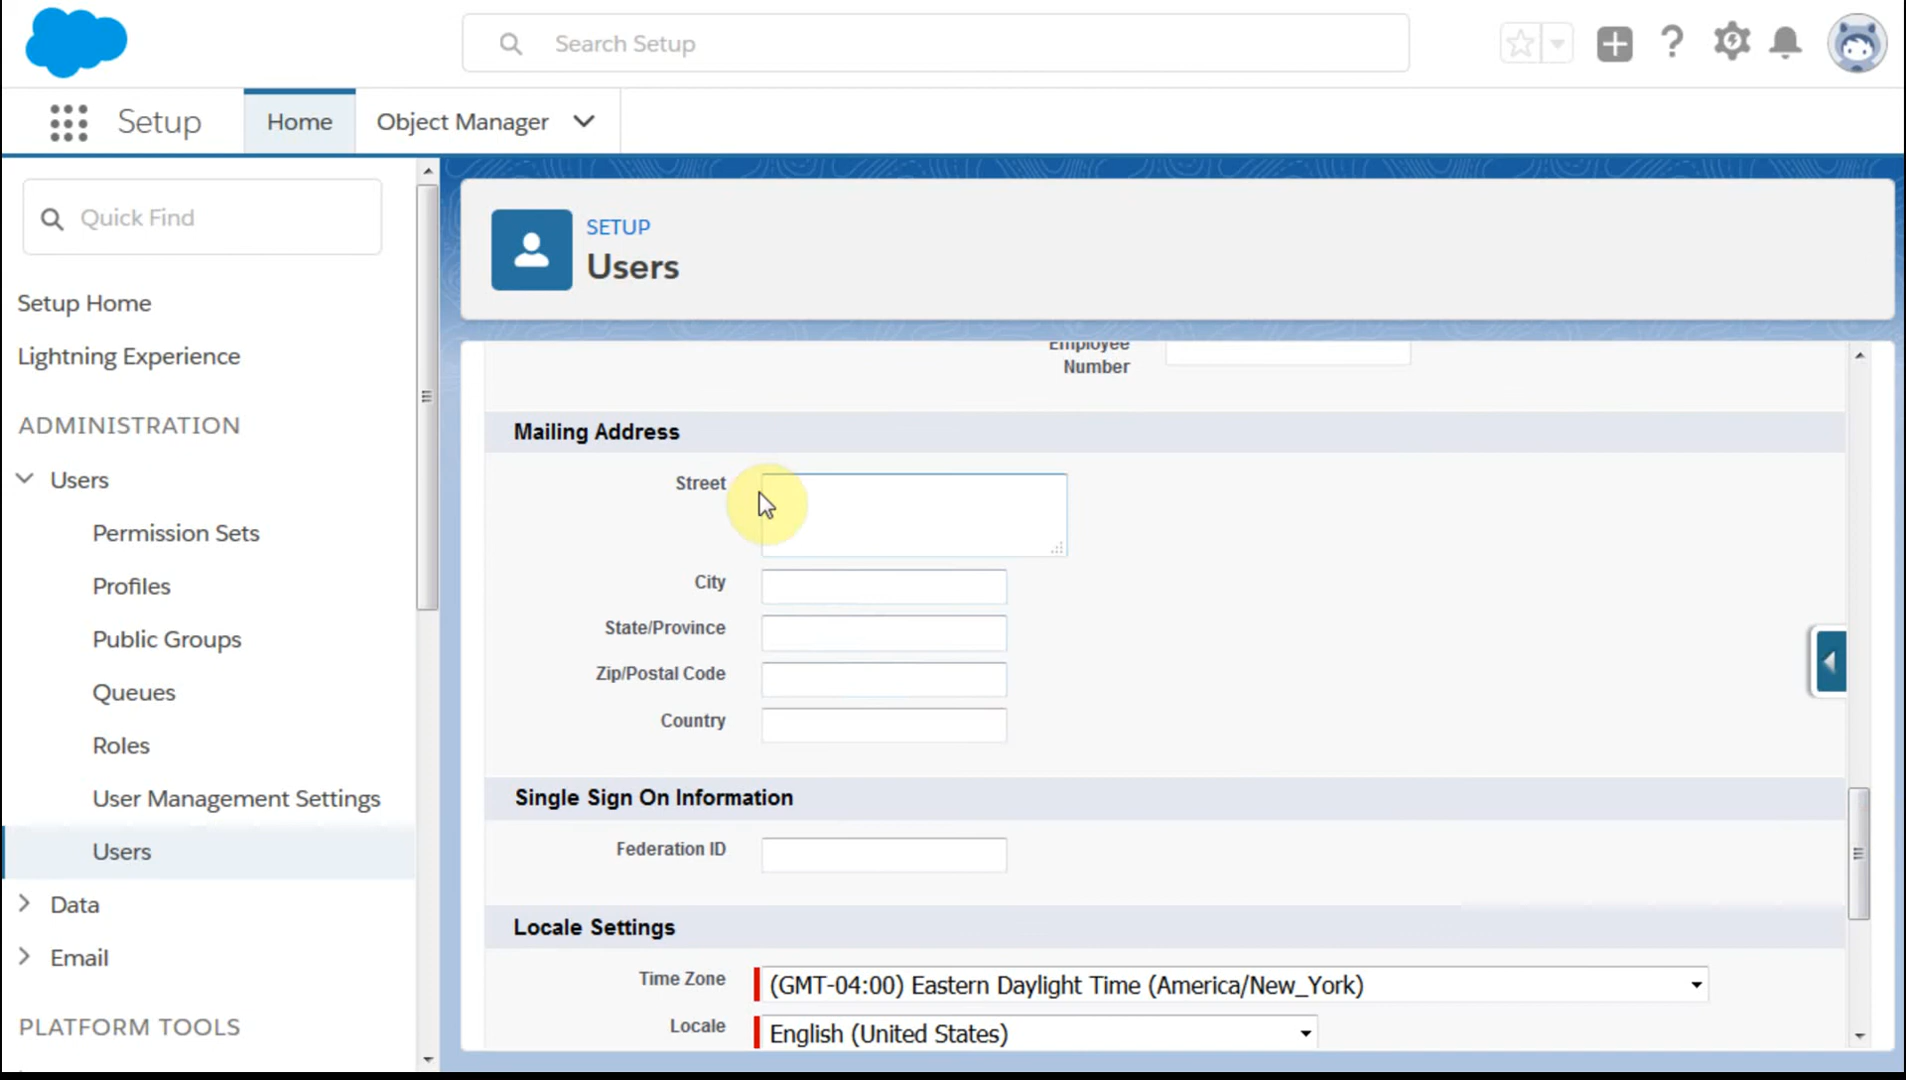 Search Setup
Setup
Home
Object Manager
Quick Find
Setup Home
Lightning Experience
ADMINISTRATION
Users
Permission Sets
Profiles
Public Groups
Queues
Roles
User Management Settings
Users
Data
Email
PLATFORM TOOLS
SETUP
Users
Employee
Number
Mailing Address
Street
City
State/Province
Zip/Postal Code
Country
Single Sign On Information
Federation ID
Locale Settings
Time Zone
(GMT-04:00) Eastern Daylight Time (America/New_York)
Locale
English (United States)